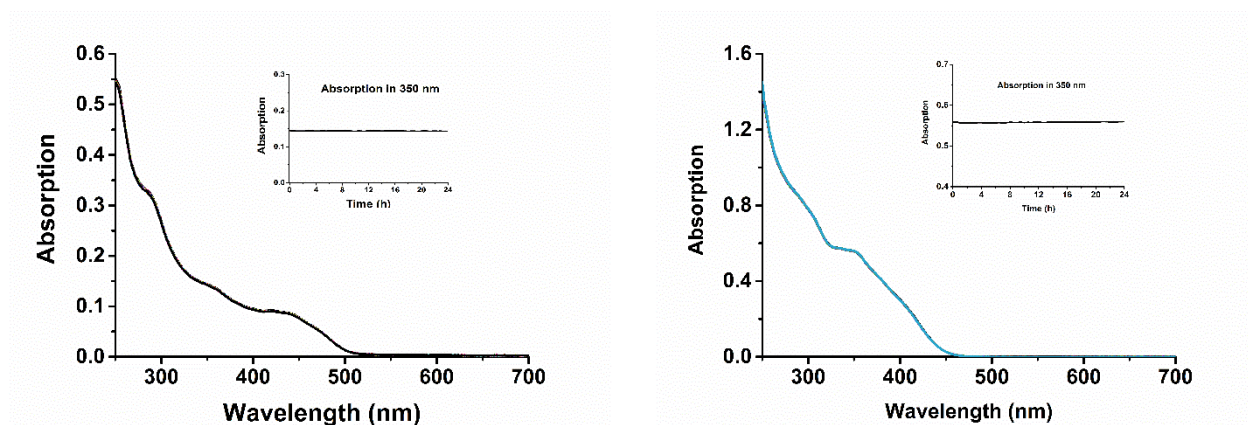 Absorption
0.6
0.5
0.4
0.3
0.2
0.1
0.0
300 400 500 600 700
Wavelength (nm)
Absorption in 350 nm
Absorption
0.3
0.2
0.1
0.0
0 4 8 12 16 20 24
Time (h)
Absorption
1.6
1.2
0.8
0.4
0.0
300 400 500 600 700
Wavelength (nm)
Absorption in 350 nm
Absorption
0.7
0.6
0.5
0.4
0 4 8 12 16 20 24
Time (h)